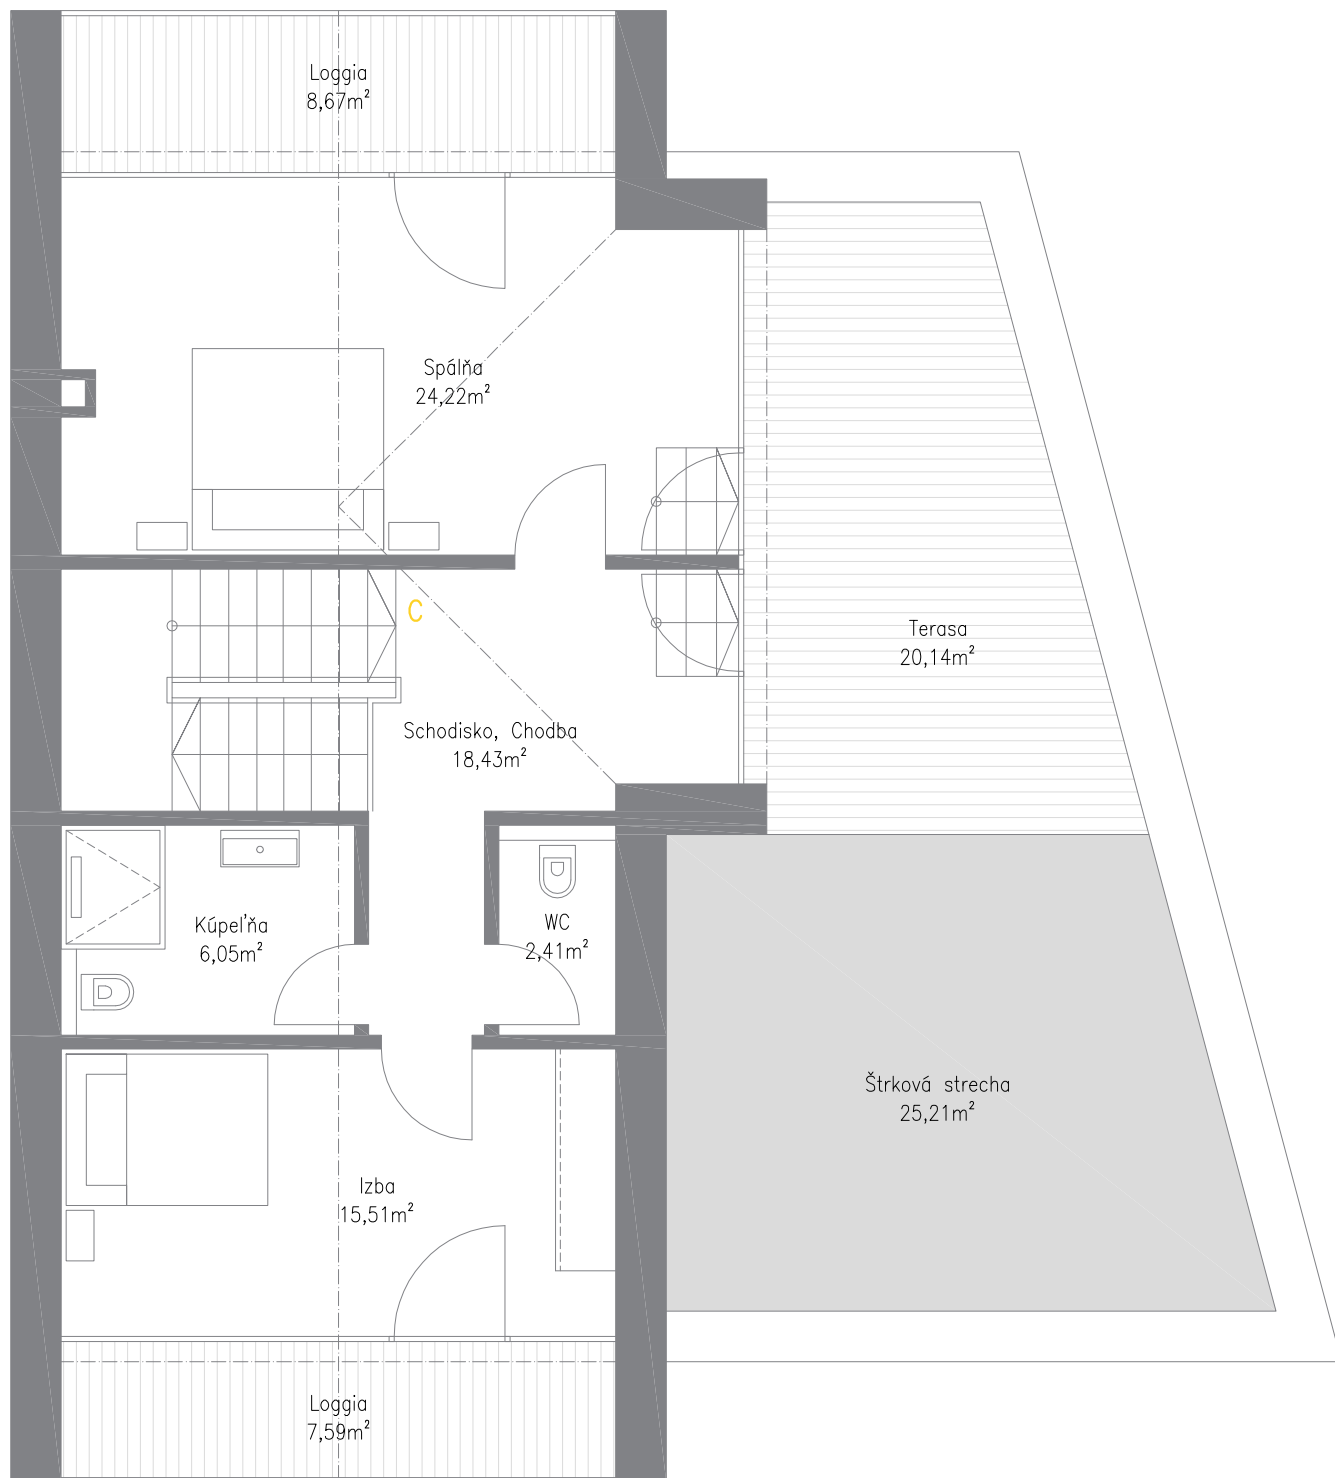 Loggia
8,67m²
Spálňa
24,22m²
C
Terasa
20,14m²
Schodisko, Chodba
18,43m²
Kúpeľňa
6,05m²
WC
2,41m²
Štrková strecha
25,21m²
Izba
15,51m²
Loggia
7,59m²